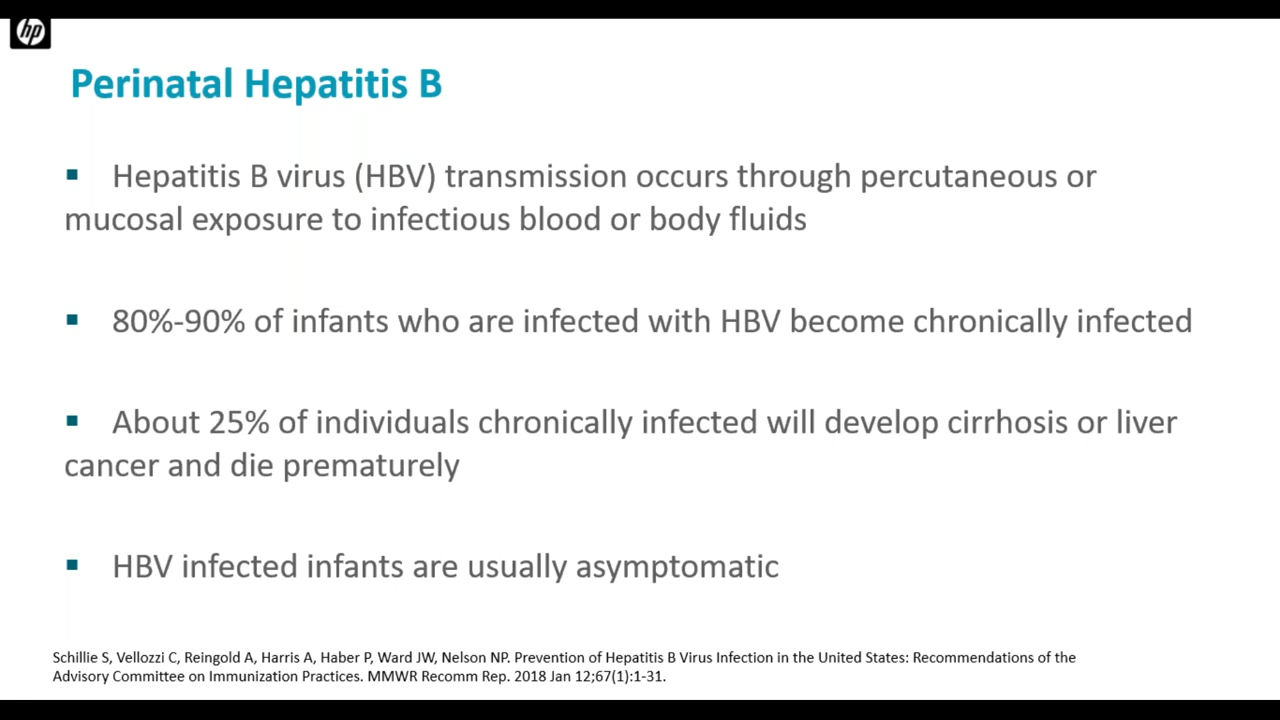 hp
Perinatal Hepatitis B
▪ Hepatitis B virus (HBV) transmission occurs through percutaneous or
mucosal exposure to infectious blood or body fluids
▪ 80%-90% of infants who are infected with HBV become chronically infected
▪ About 25% of individuals chronically infected will develop cirrhosis or liver
cancer and die prematurely
▪ HBV infected infants are usually asymptomatic
Schillie S, Vellozzi C, Reingold A, Harris A, Haber P, Ward JW, Nelson NP. Prevention of Hepatitis B Virus Infection in the United States: Recommendations of the
Advisory Committee on Immunization Practices. MMWR Recomm Rep. 2018 Jan 12;67(1):1-31.